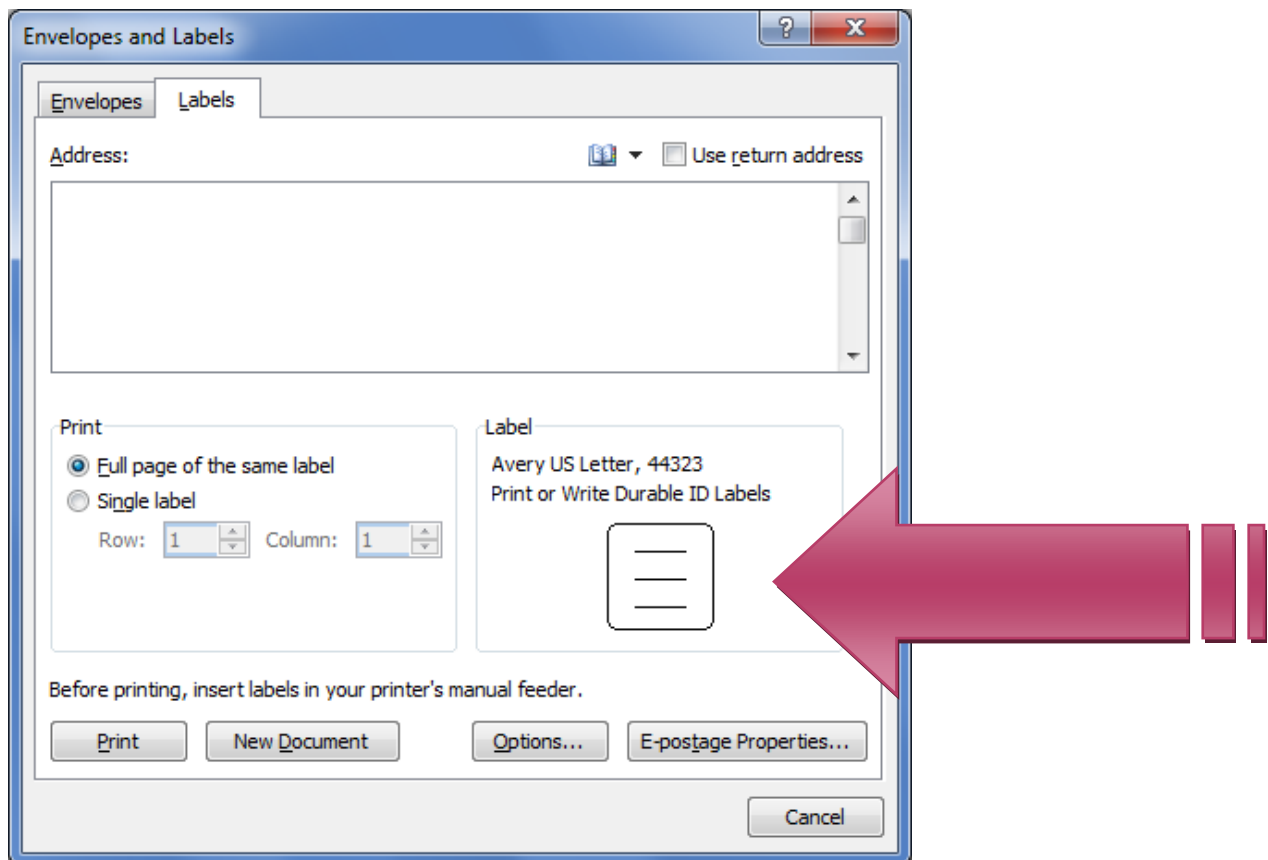 Envelopes and Labels
Envelopes Labels
Address: Use return address
Print
Full page of the same label
Single label
Row: 1 Column: 1
Label
Avery US Letter, 44323
Print or Write Durable ID Labels
Before printing, insert labels in your printer's manual feeder.
Print New Document Options... E-postage Properties...
Cancel